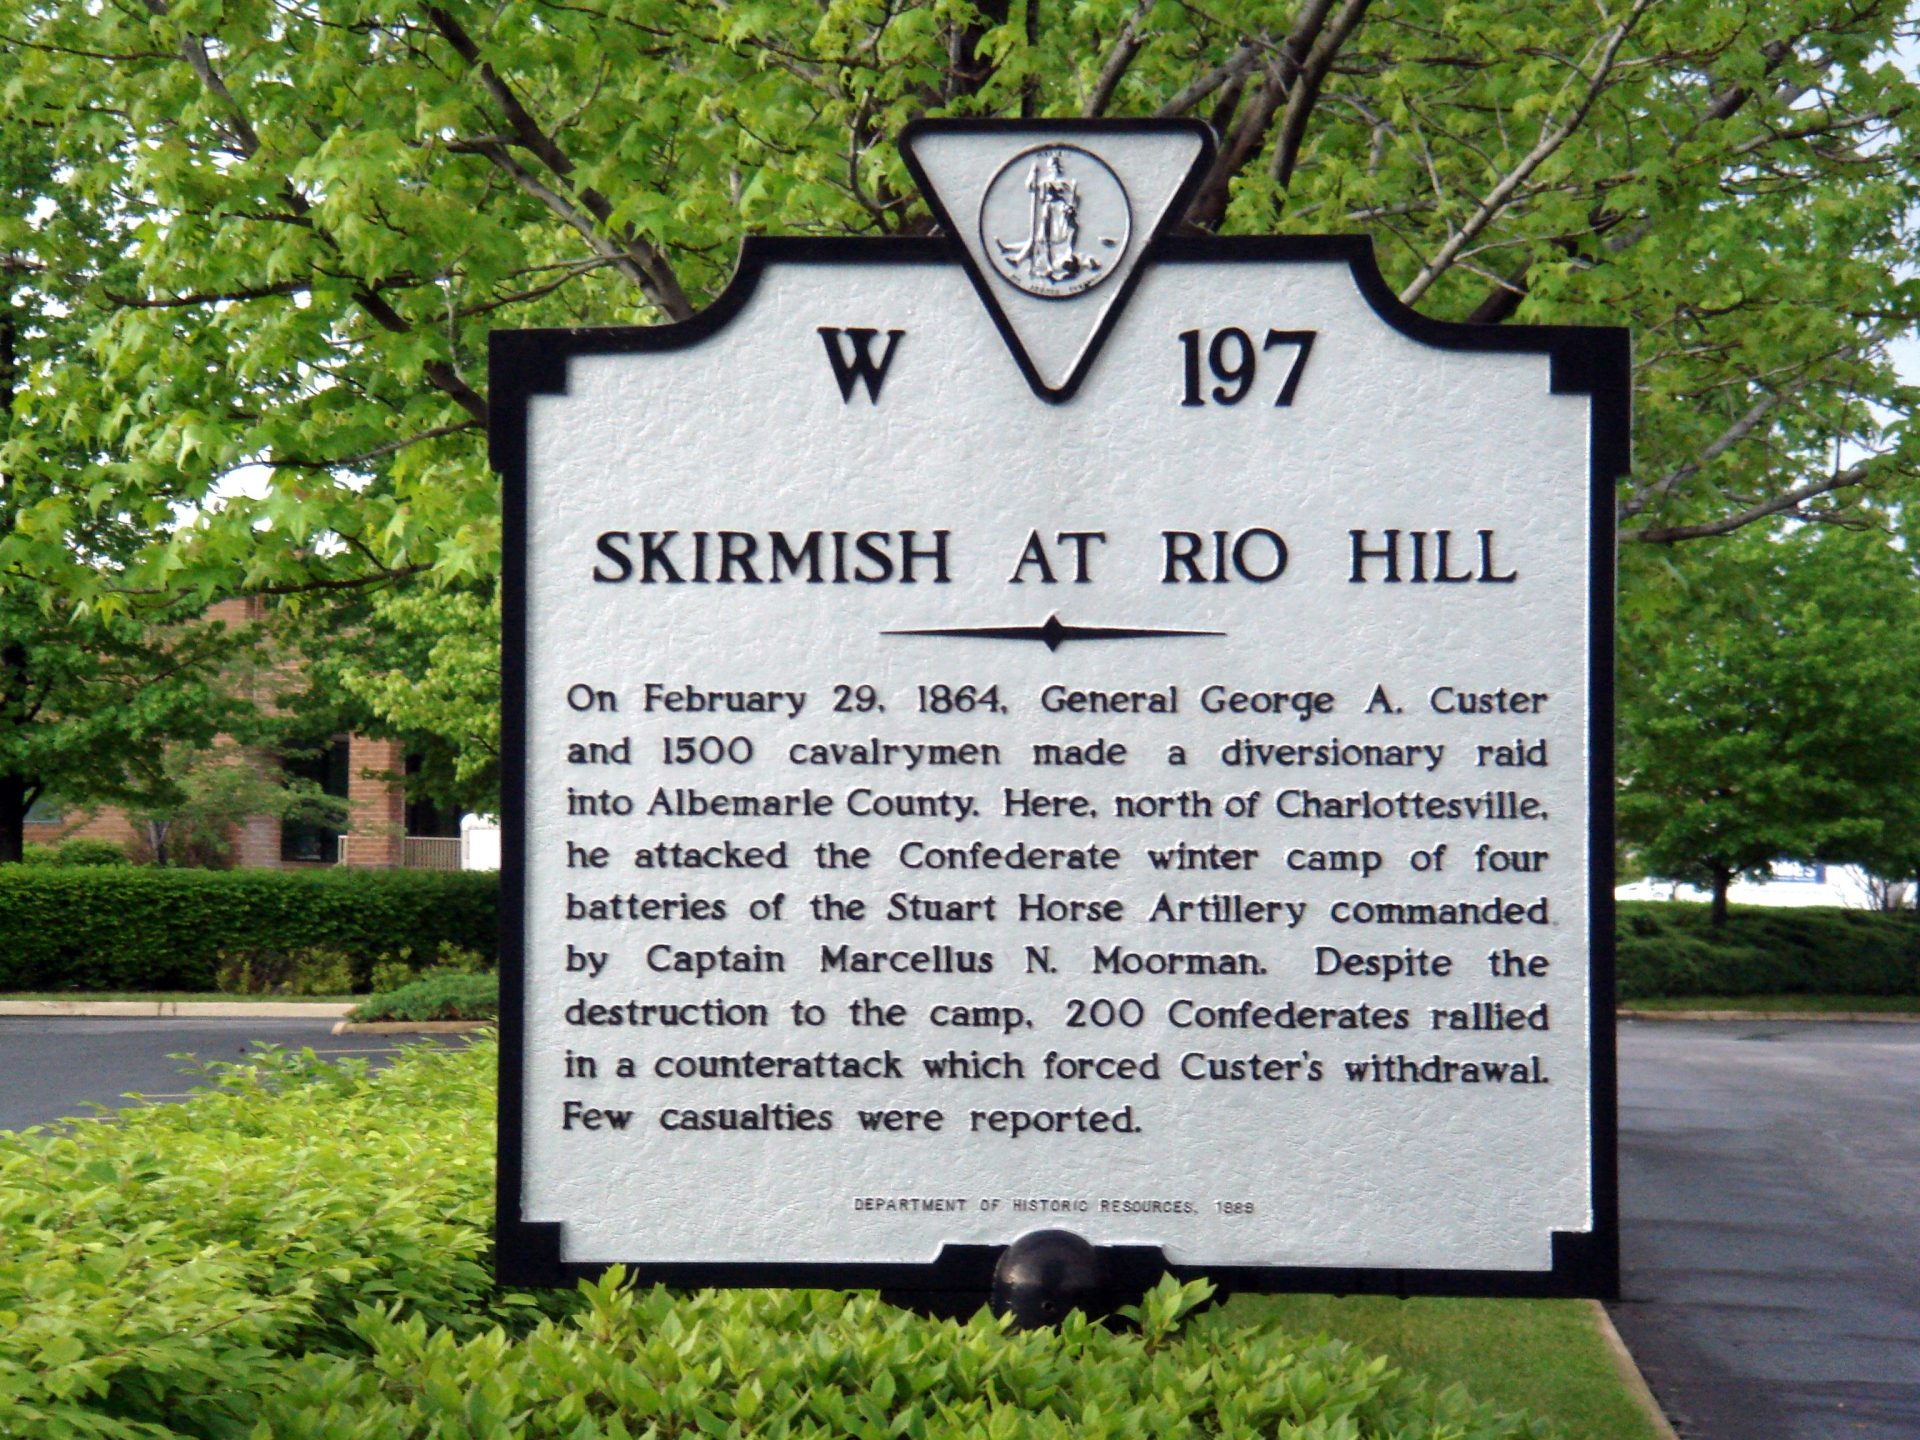 W 197
SKIRMISH AT RIO HILL
On February 29, 1864, General George A. Custer
and 1500 cavalrymen made a diversionary raid
into Albemarle County. Here, north of Charlottesville,
he attacked the Confederate winter camp of four
batteries of the Stuart Horse Artillery commanded
by Captain Marcellus N. Moorman. Despite the
destruction to the camp, 200 Confederates rallied
in a counterattack which forced Custer's withdrawal.
Few casualties were reported.
DEPARTMENT OF HISTORIC RESOURCES,